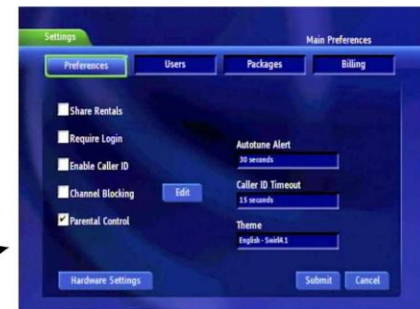 Settings
Main Preferences
Preferences Users Packages Billing
Share Rentals
Require Login
Enable Caller ID
Channel Blocking Edit
Parental Control
Autotune Alert
30 seconds
Caller ID Timeout
15 seconds
Theme
English - Swirl4.1
Hardware Settings Submit Cancel